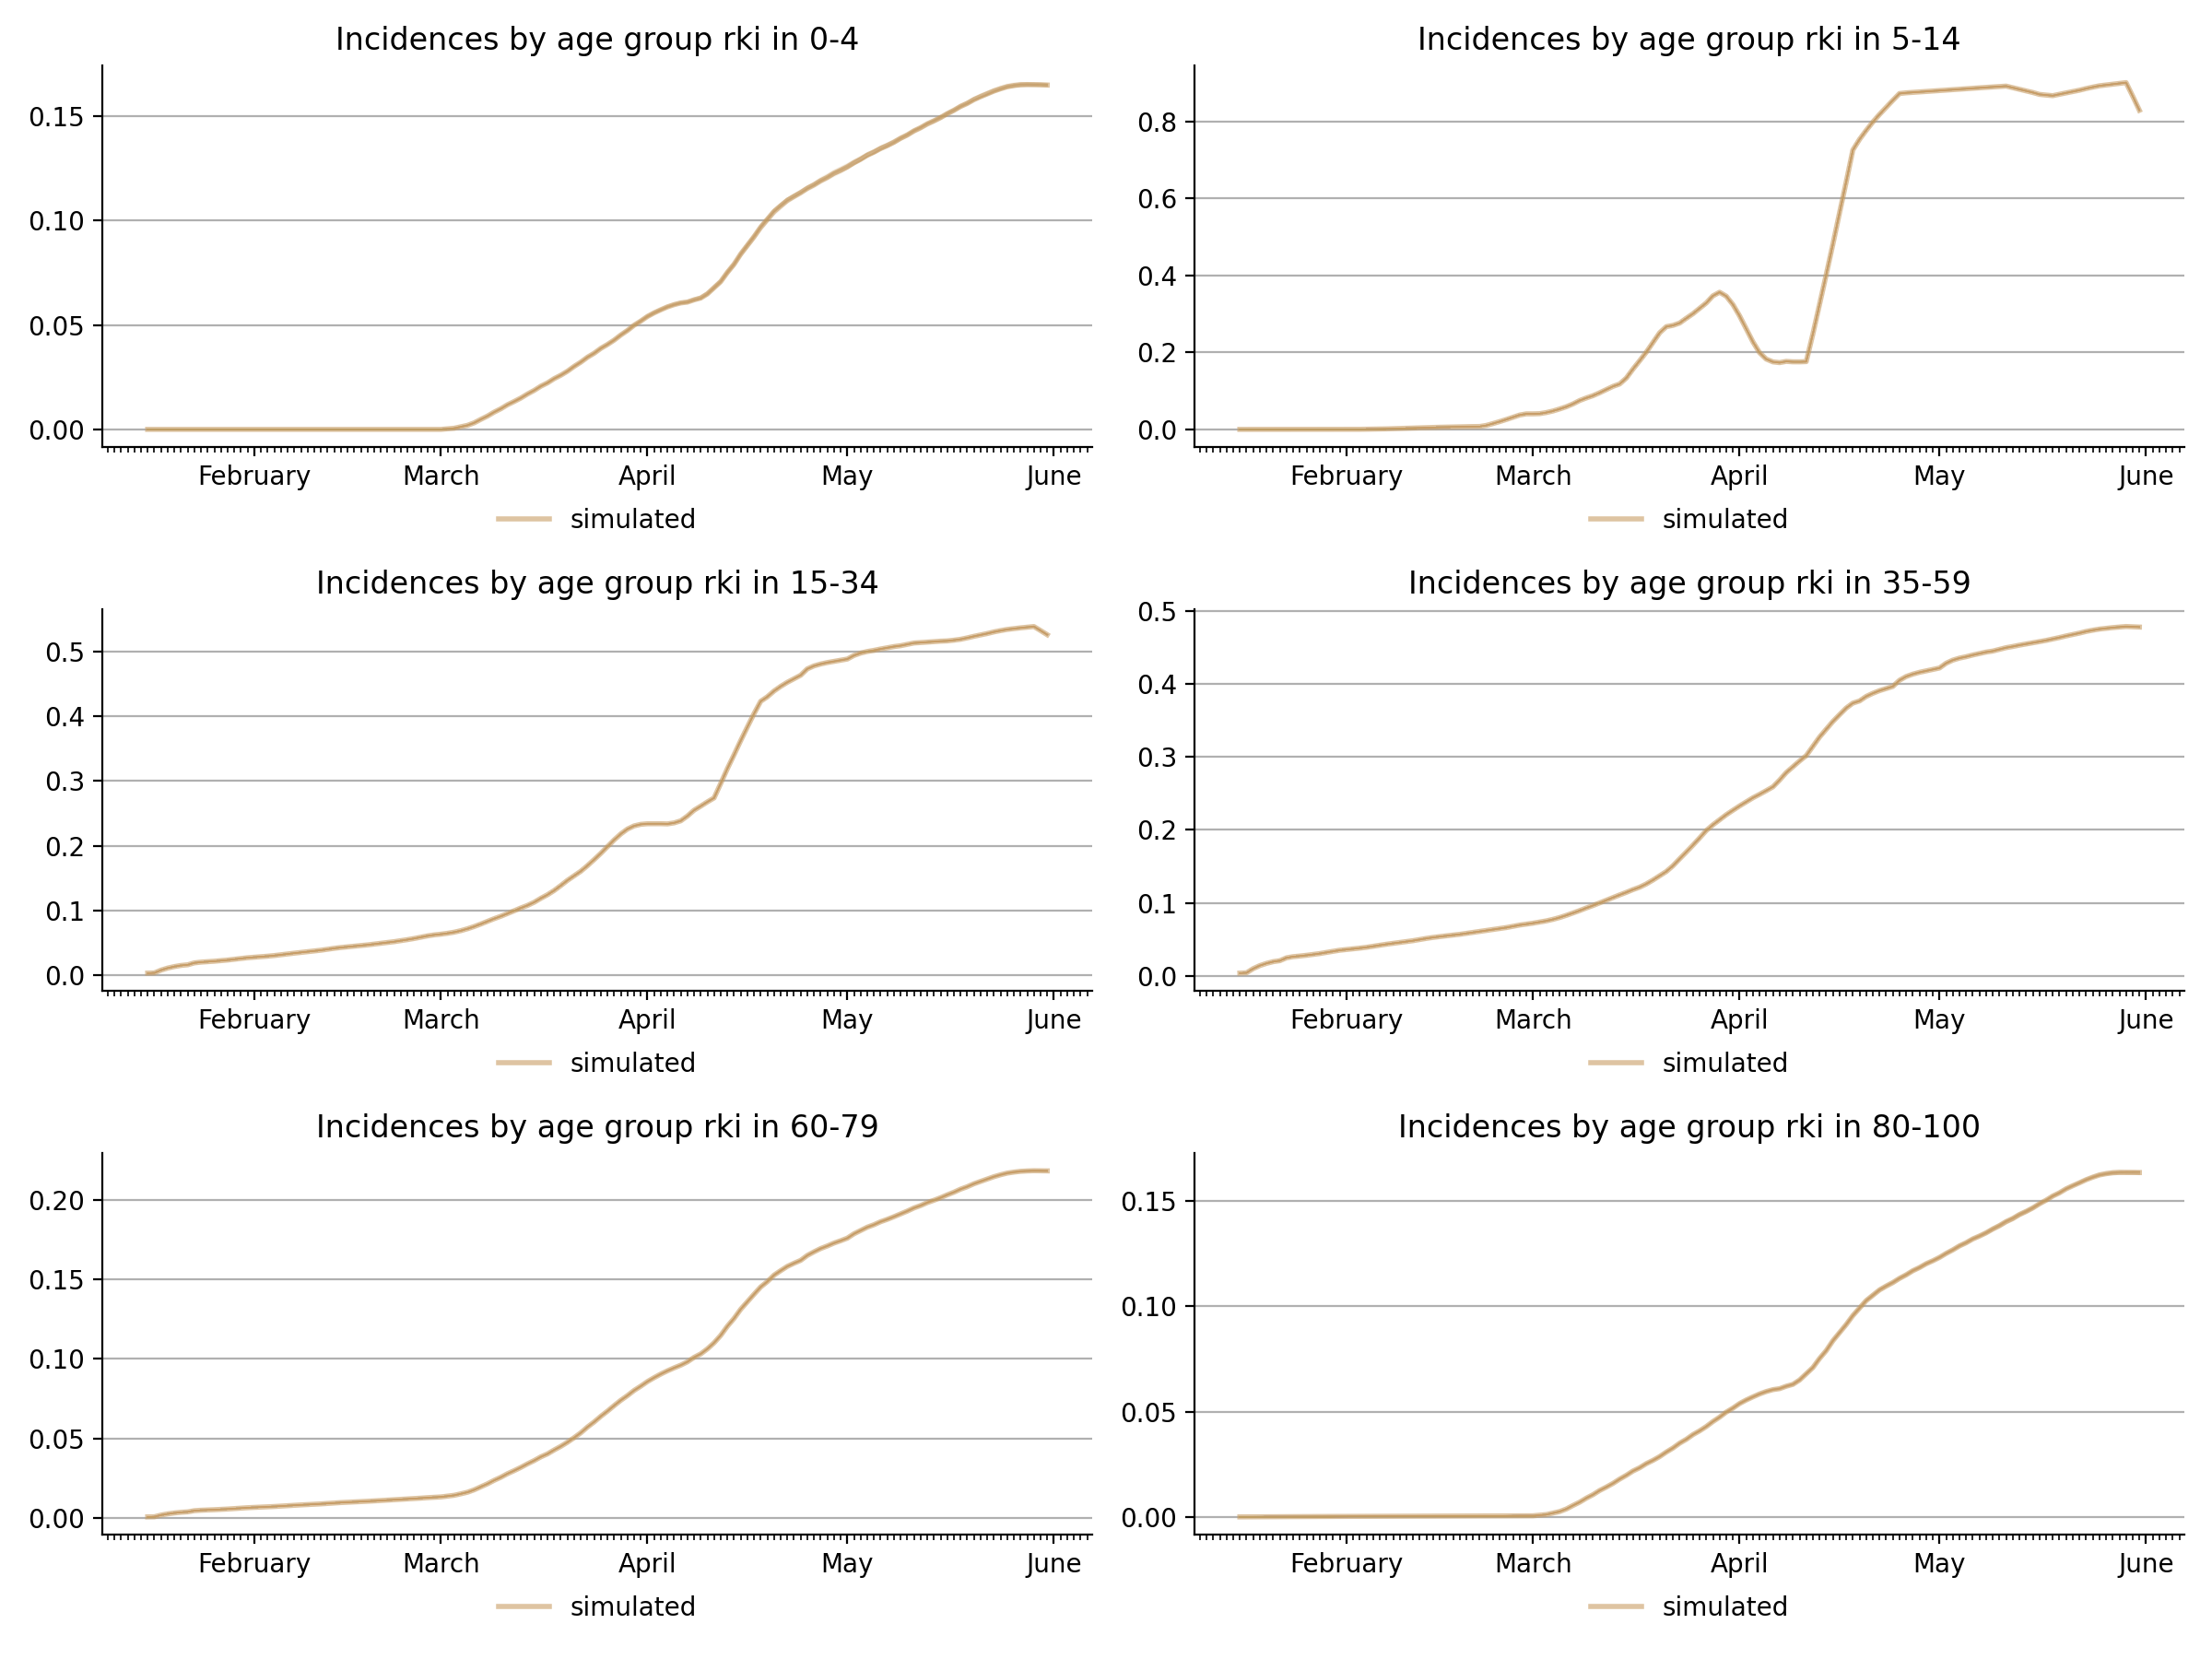 Incidences by age group rki in 0-4
0.15
0.10
0.05
0.00
February March April May June
simulated
Incidences by age group rki in 5-14
0.8
0.6
0.4
0.2
0.0
February March April May June
simulated
Incidences by age group rki in 15-34
0.5
0.4
0.3
0.2
0.1
0.0
February March April May June
simulated
Incidences by age group rki in 35-59
0.5
0.4
0.3
0.2
0.1
0.0
February March April May June
simulated
Incidences by age group rki in 60-79
0.20
0.15
0.10
0.05
0.00
February March April May June
simulated
Incidences by age group rki in 80-100
0.15
0.10
0.05
0.00
February March April May June
simulated